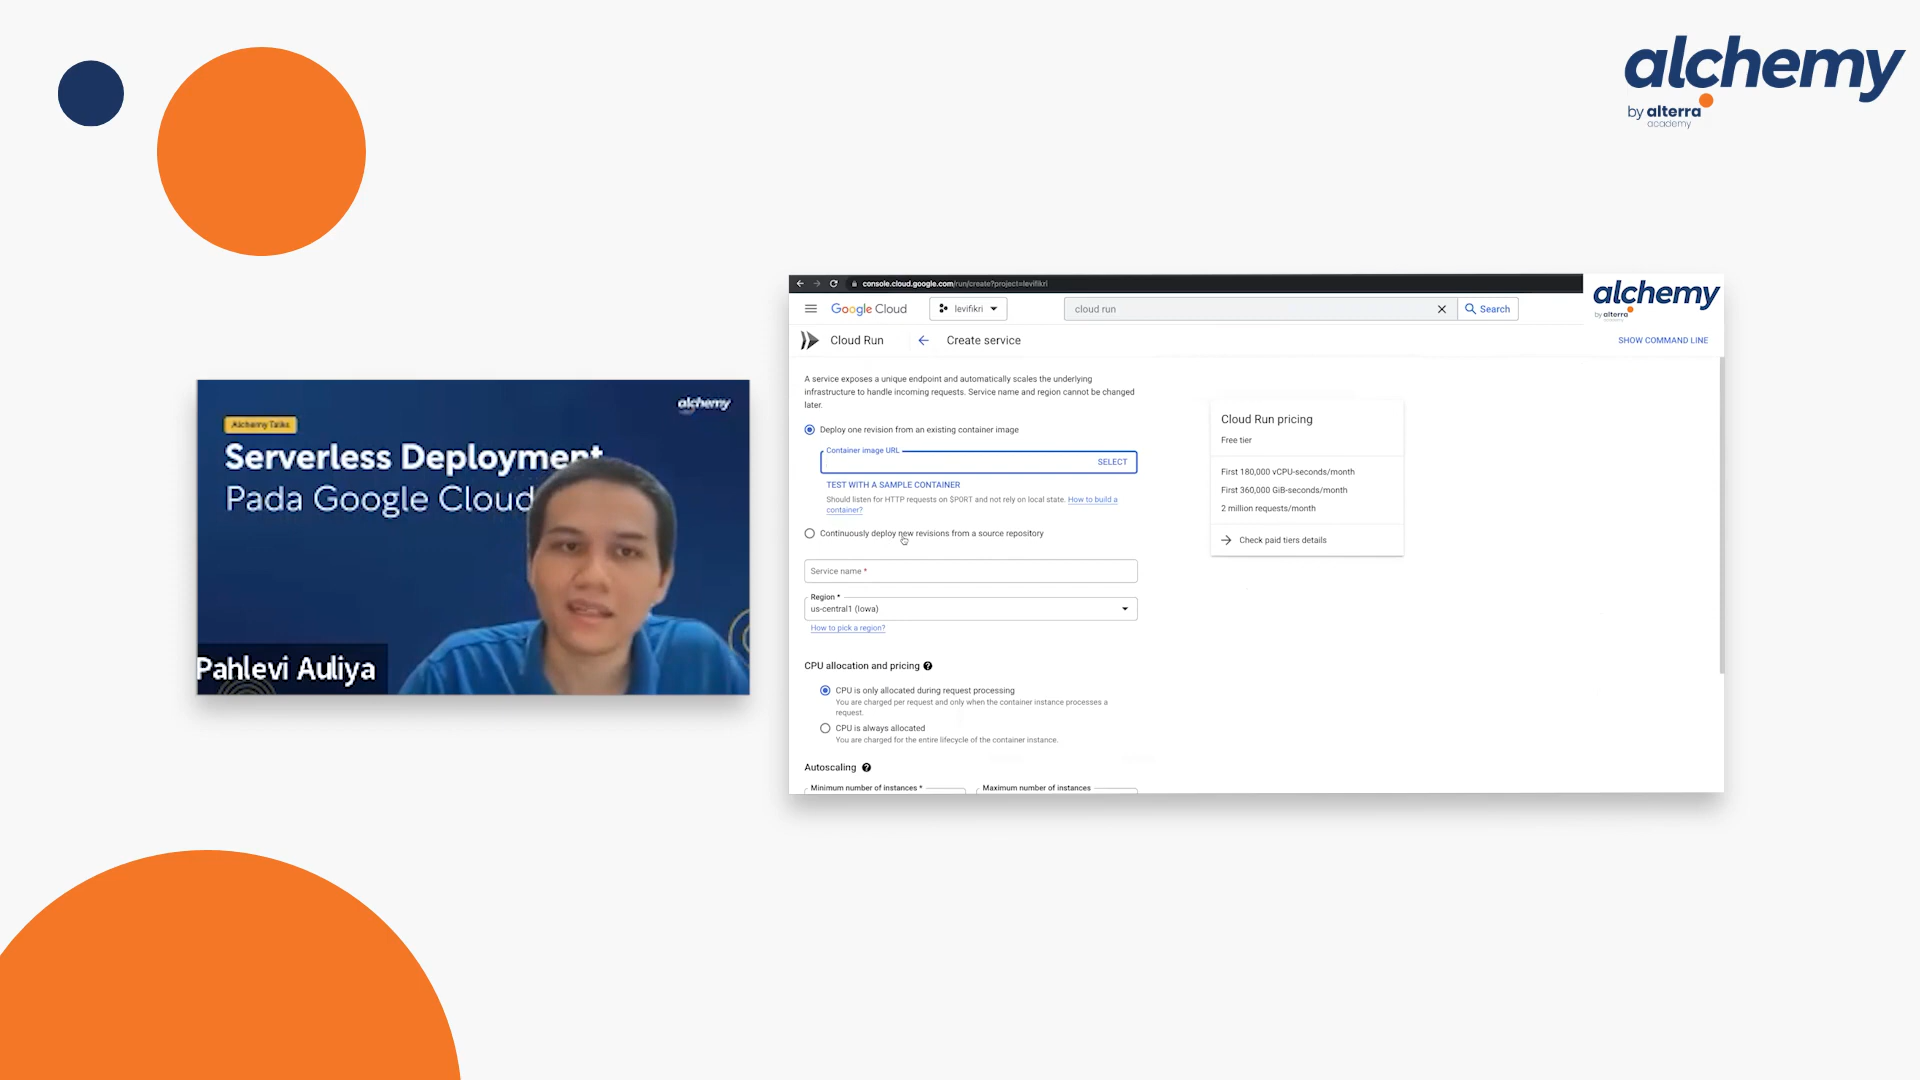 alchemy
by alterra
academy
alchemy
Alchemy Talks
Serverless Deployment
Pada Google Cloud
Pahlevi Auliya
console.cloud.google.com/run/create?project=levifikri
Google Cloud
levifikri
cloud run
Search
alchemy
by alterra
Cloud Run
Create service
SHOW COMMAND LINE
A service exposes a unique endpoint and automatically scales the underlying
infrastructure to handle incoming requests. Service name and region cannot be changed
later.
Deploy one revision from an existing container image
Container image URL
SELECT
TEST WITH A SAMPLE CONTAINER
Should listen for HTTP requests on $PORT and not rely on local state. How to build a
container?
Continuously deploy new revisions from a source repository
Service name *
Region *
us-central1 (Iowa)
How to pick a region?
CPU allocation and pricing
CPU is only allocated during request processing
You are charged per request and only when the container instance processes a
request.
CPU is always allocated
You are charged for the entire lifecycle of the container instance.
Autoscaling
Minimum number of instances *
Maximum number of instances
Cloud Run pricing
Free tier
First 180,000 vCPU-seconds/month
First 360,000 GiB-seconds/month
2 million requests/month
Check paid tiers details